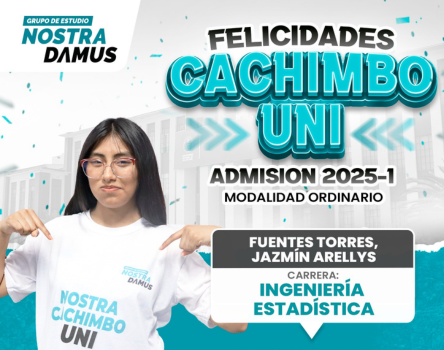 GRUPO DE ESTUDIO
NOSTRA
DAMUS
FELICIDADES
CACHIMBO
UNI
ADMISION 2025-1
MODALIDAD ORDINARIO
FUENTES TORRES,
JAZMÍN ARELLYS
CARRERA:
INGENIERÍA
ESTADÍSTICA
NOSTRA
DAMUS
NOSTRA
CACHIMBO
UNI